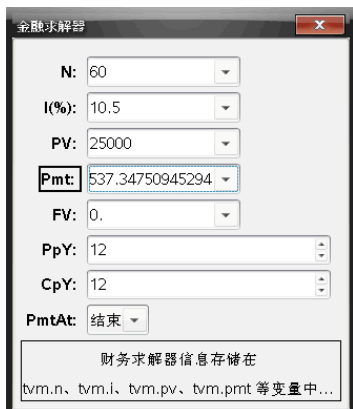 金融求解器
N: 60
I(%): 10.5
PV: 25000
Pmt: 537.34750945294
FV: 0.
PpY: 12
CpY: 12
PmtAt: 结束
财务求解器信息存储在
tvm.n、tvm.i、tvm.pv、tvm.pmt 等变量中...